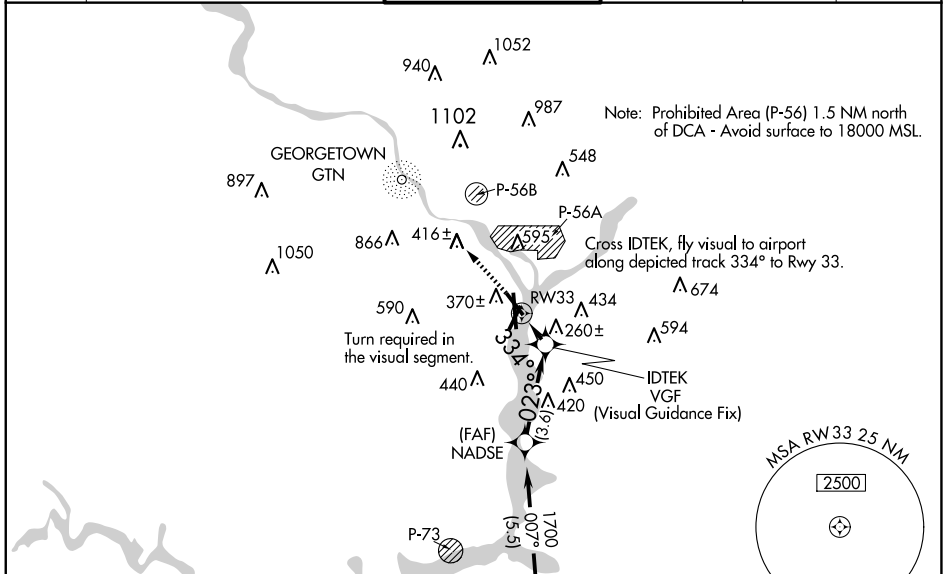 1052
940
987
1102
Note: Prohibited Area (P-56) 1.5 NM north
of DCA - Avoid surface to 18000 MSL.
GEORGETOWN
GTN
548
897
P-56B
P-56A
866
416±
595
Cross IDTEK, fly visual to airport
along depicted track 334° to Rwy 33.
1050
674
370±
RW33
434
590
260±
594
Turn required in
the visual segment.
334°
440
450
IDTEK
VGF
(Visual Guidance Fix)
420
023°
(3.6)
(FAF)
NADSE
MSA RW33 25 NM
2500
1700
007°
(5.5)
P-73